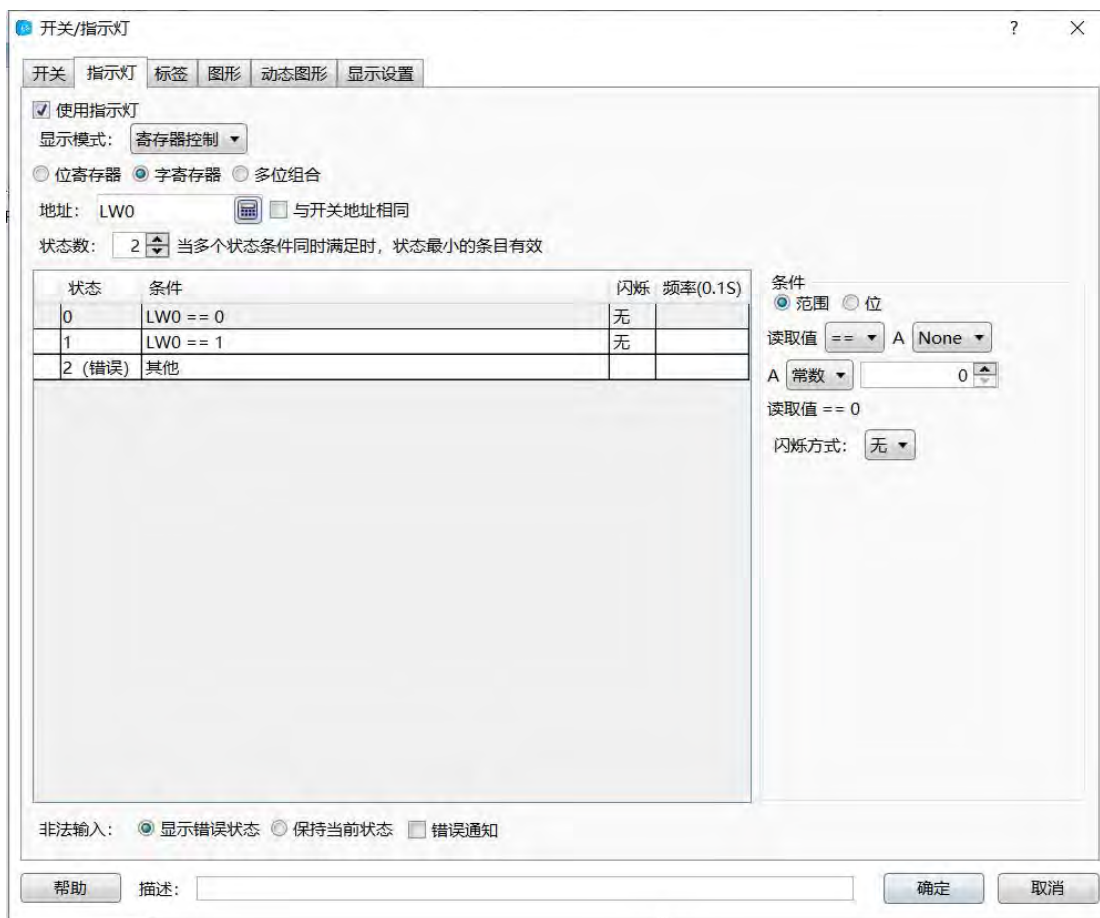 开关/指示灯 ?
开关 指示灯 标签 图形 动态图形 显示设置
使用指示灯
显示模式： 寄存器控制
位寄存器 字寄存器 多位组合
地址： LW0 与开关地址相同
状态数： 2 当多个状态条件同时满足时，状态最小的条目有效
状态 条件 闪烁 频率(0.1S)
0 LW0 == 0 无
1 LW0 == 1 无
2 (错误) 其他
条件
范围 位
读取值 == A None
A 常数 0
读取值 == 0
闪烁方式： 无
非法输入： 显示错误状态 保持当前状态 错误通知
帮助 描述： 确定 取消